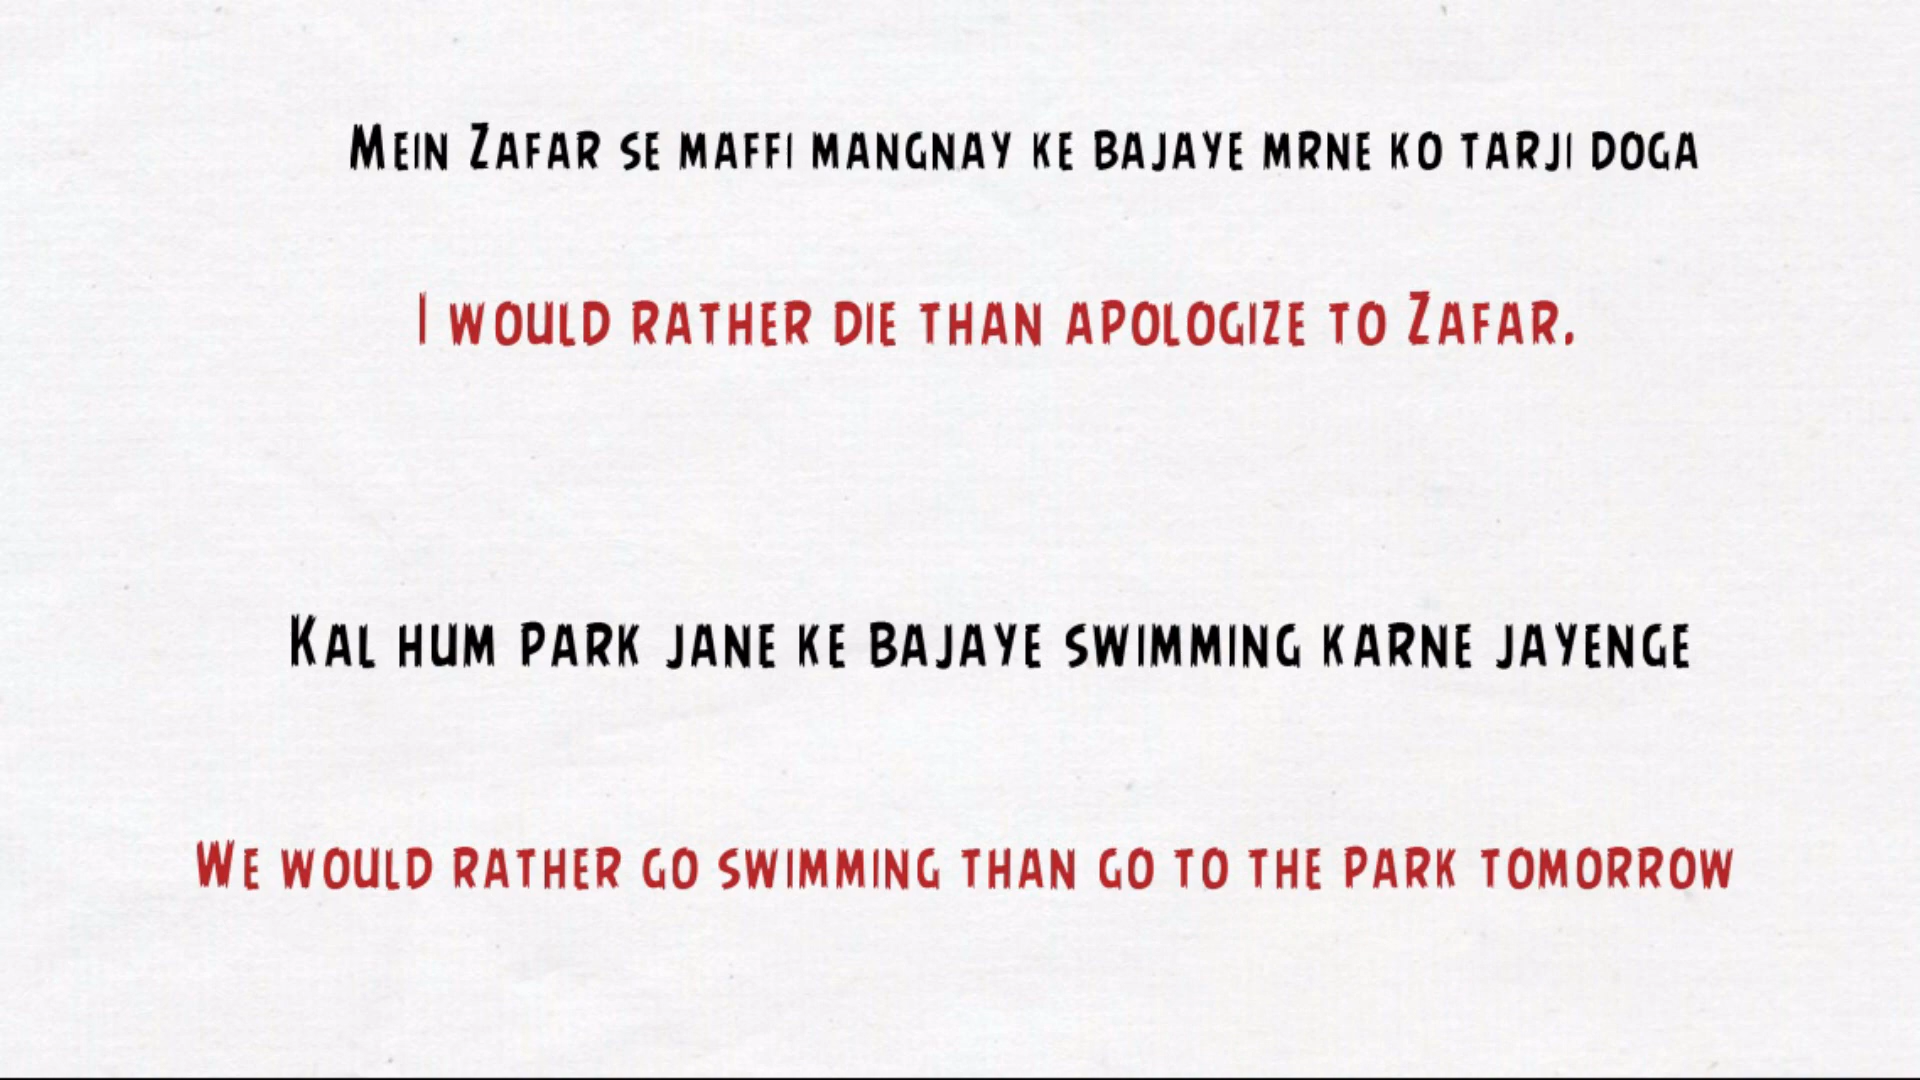 Mein Zafar se maffi mangnay ke bajaye mrne ko tarji doga
I would rather die than apologize to Zafar.
Kal hum park jane ke bajaye swimming karne jayenge
We would rather go swimming than go to the park tomorrow